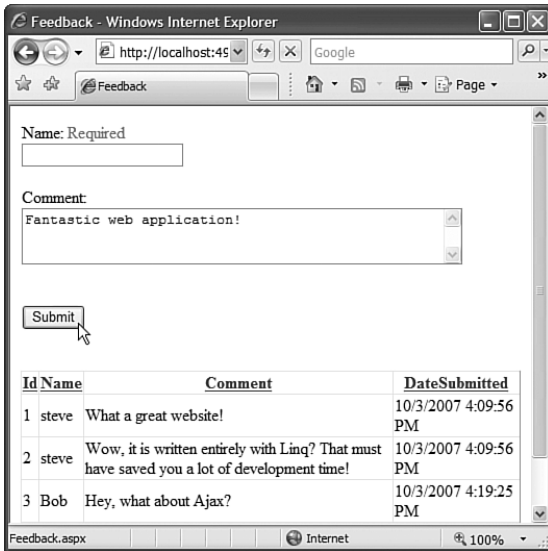 Feedback - Windows Internet Explorer
http://localhost:49
Google
Feedback
Page
»
Name: Required
Comment:
Fantastic web application!
Submit
Id Name Comment DateSubmitted
1 steve What a great website! 10/3/2007 4:09:56
PM
2 steve Wow, it is written entirely with Linq? That must 10/3/2007 4:09:56
have saved you a lot of development time! PM
3 Bob Hey, what about Ajax? 10/3/2007 4:19:25
PM
Feedback.aspx Internet 100%